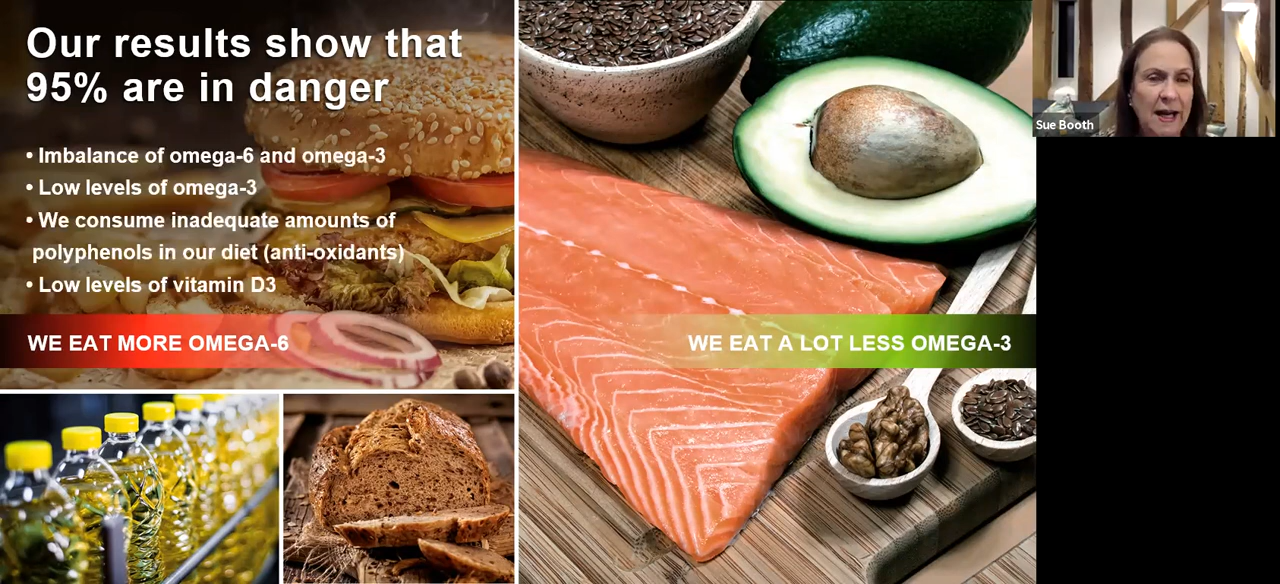 Our results show that
95% are in danger
• Imbalance of omega-6 and omega-3
• Low levels of omega-3
• We consume inadequate amounts of
polyphenols in our diet (anti-oxidants)
• Low levels of vitamin D3
WE EAT MORE OMEGA-6
WE EAT A LOT LESS OMEGA-3
Sue Booth